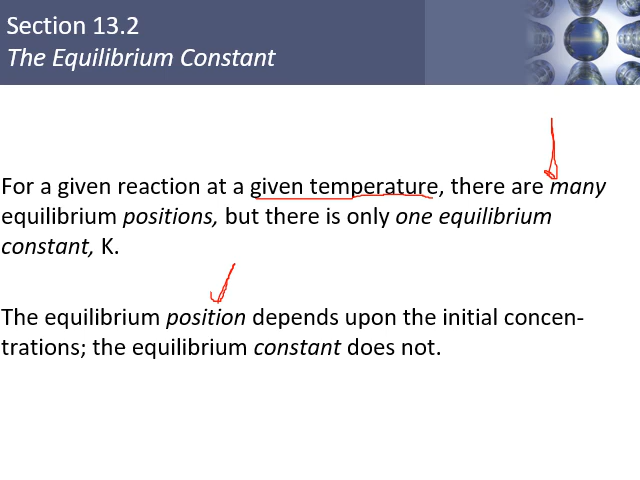 Section 13.2
The Equilibrium Constant
For a given reaction at a given temperature, there are many
equilibrium positions, but there is only one equilibrium
constant, K.
The equilibrium position depends upon the initial concen-
trations; the equilibrium constant does not.